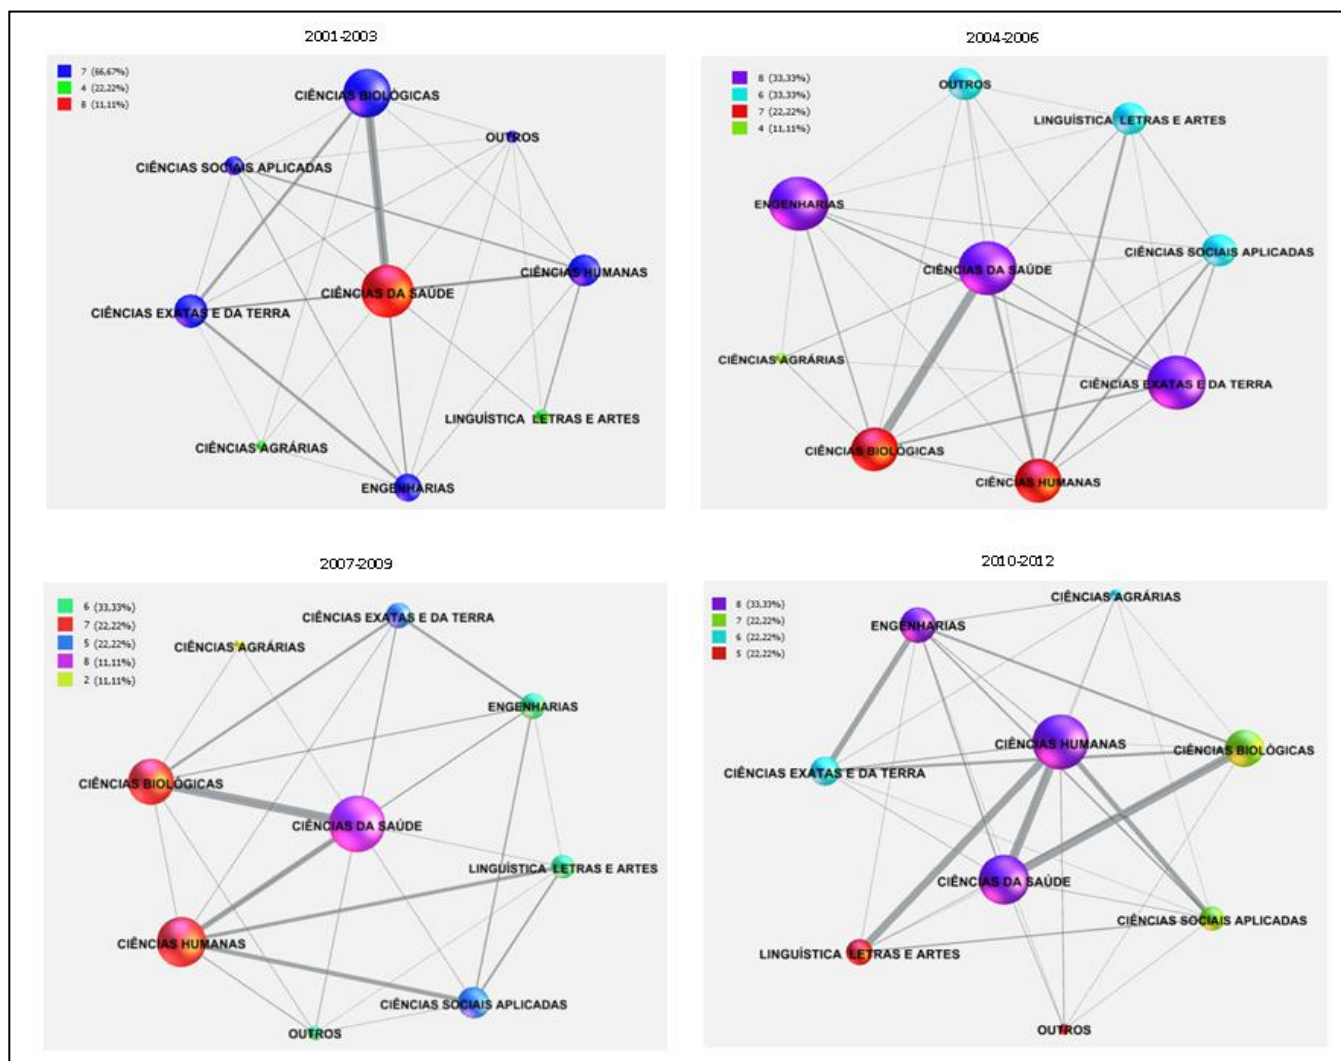 2001-2003
7 (66,67%)
4 (22,22%)
8 (11,11%)
CIÊNCIAS BIOLÓGICAS
OUTROS
CIÊNCIAS SOCIAIS APLICADAS
CIÊNCIAS HUMANAS
CIÊNCIAS DA SAÚDE
CIÊNCIAS EXATAS E DA TERRA
LINGUÍSTICA LETRAS E ARTES
CIÊNCIAS AGRÁRIAS
ENGENHARIAS
2004-2006
8 (33,33%)
6 (33,33%)
7 (22,22%)
4 (11,11%)
OUTROS
LINGUÍSTICA LETRAS E ARTES
ENGENHARIAS
CIÊNCIAS SOCIAIS APLICADAS
CIÊNCIAS DA SAÚDE
CIÊNCIAS AGRÁRIAS
CIÊNCIAS EXATAS E DA TERRA
CIÊNCIAS BIOLÓGICAS
CIÊNCIAS HUMANAS
2007-2009
6 (33,33%)
7 (22,22%)
5 (22,22%)
8 (11,11%)
2 (11,11%)
CIÊNCIAS EXATAS E DA TERRA
CIÊNCIAS AGRÁRIAS
ENGENHARIAS
CIÊNCIAS BIOLÓGICAS
CIÊNCIAS DA SAÚDE
LINGUÍSTICA LETRAS E ARTES
CIÊNCIAS HUMANAS
CIÊNCIAS SOCIAIS APLICADAS
OUTROS
2010-2012
8 (33,33%)
7 (22,22%)
6 (22,22%)
5 (22,22%)
CIÊNCIAS AGRÁRIAS
ENGENHARIAS
CIÊNCIAS HUMANAS
CIÊNCIAS BIOLÓGICAS
CIÊNCIAS EXATAS E DA TERRA
CIÊNCIAS DA SAÚDE
CIÊNCIAS SOCIAIS APLICADAS
LINGUÍSTICA LETRAS E ARTES
OUTROS